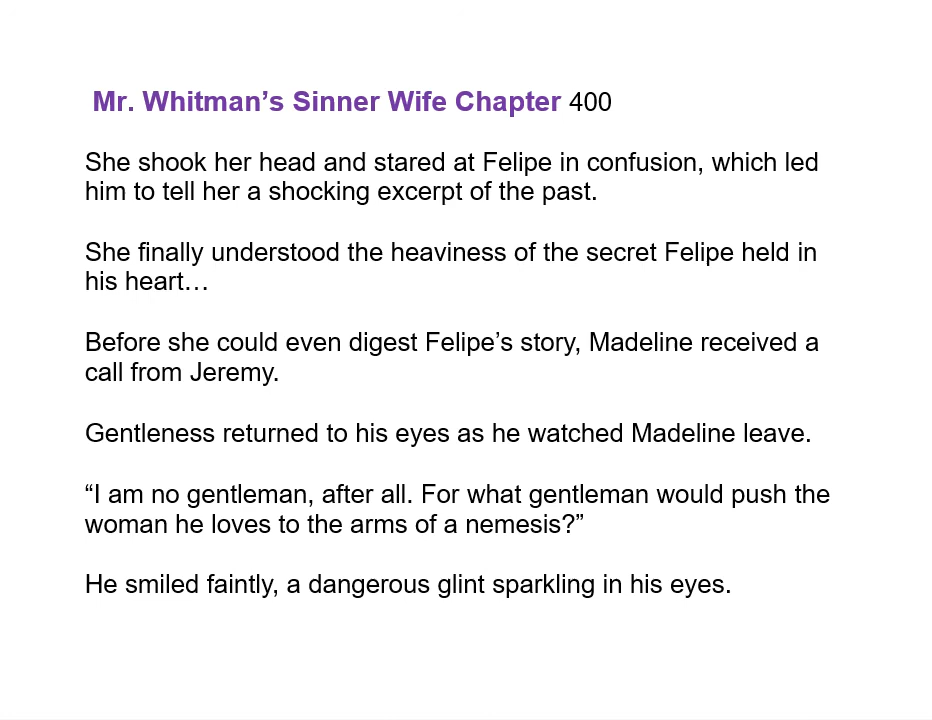 Mr. Whitman’s Sinner Wife Chapter 400
She shook her head and stared at Felipe in confusion, which led
him to tell her a shocking excerpt of the past.
She finally understood the heaviness of the secret Felipe held in
his heart…
Before she could even digest Felipe’s story, Madeline received a
call from Jeremy.
Gentleness returned to his eyes as he watched Madeline leave.
“I am no gentleman, after all. For what gentleman would push the
woman he loves to the arms of a nemesis?”
He smiled faintly, a dangerous glint sparkling in his eyes.